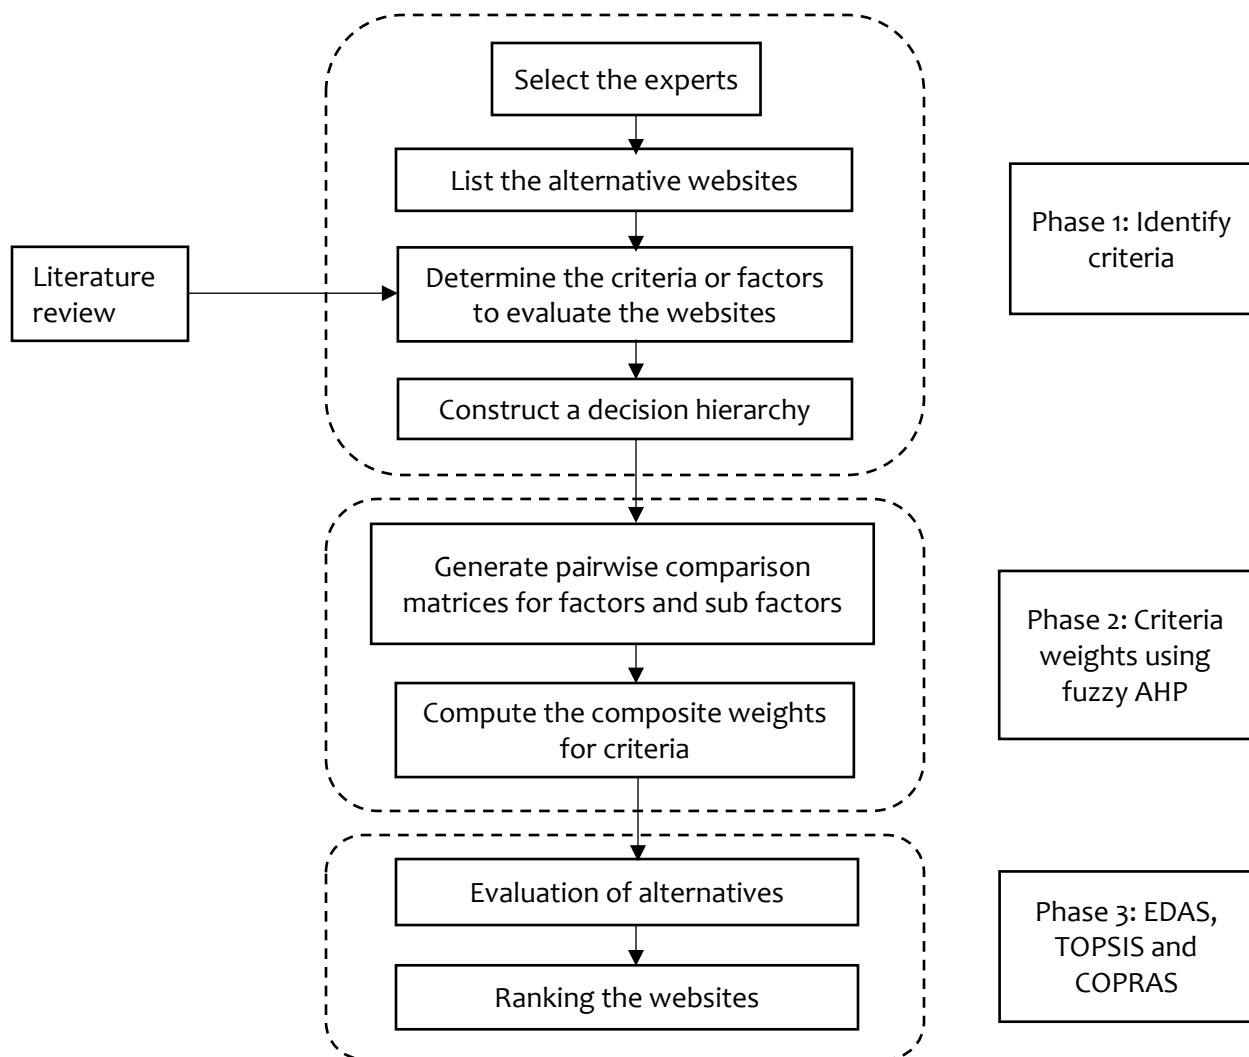 Select the experts
List the alternative websites
Literature
review
Determine the criteria or factors
to evaluate the websites
Construct a decision hierarchy
Phase 1: Identify
criteria
Generate pairwise comparison
matrices for factors and sub factors
Compute the composite weights
for criteria
Phase 2: Criteria
weights using
fuzzy AHP
Evaluation of alternatives
Ranking the websites
Phase 3: EDAS,
TOPSIS and
COPRAS